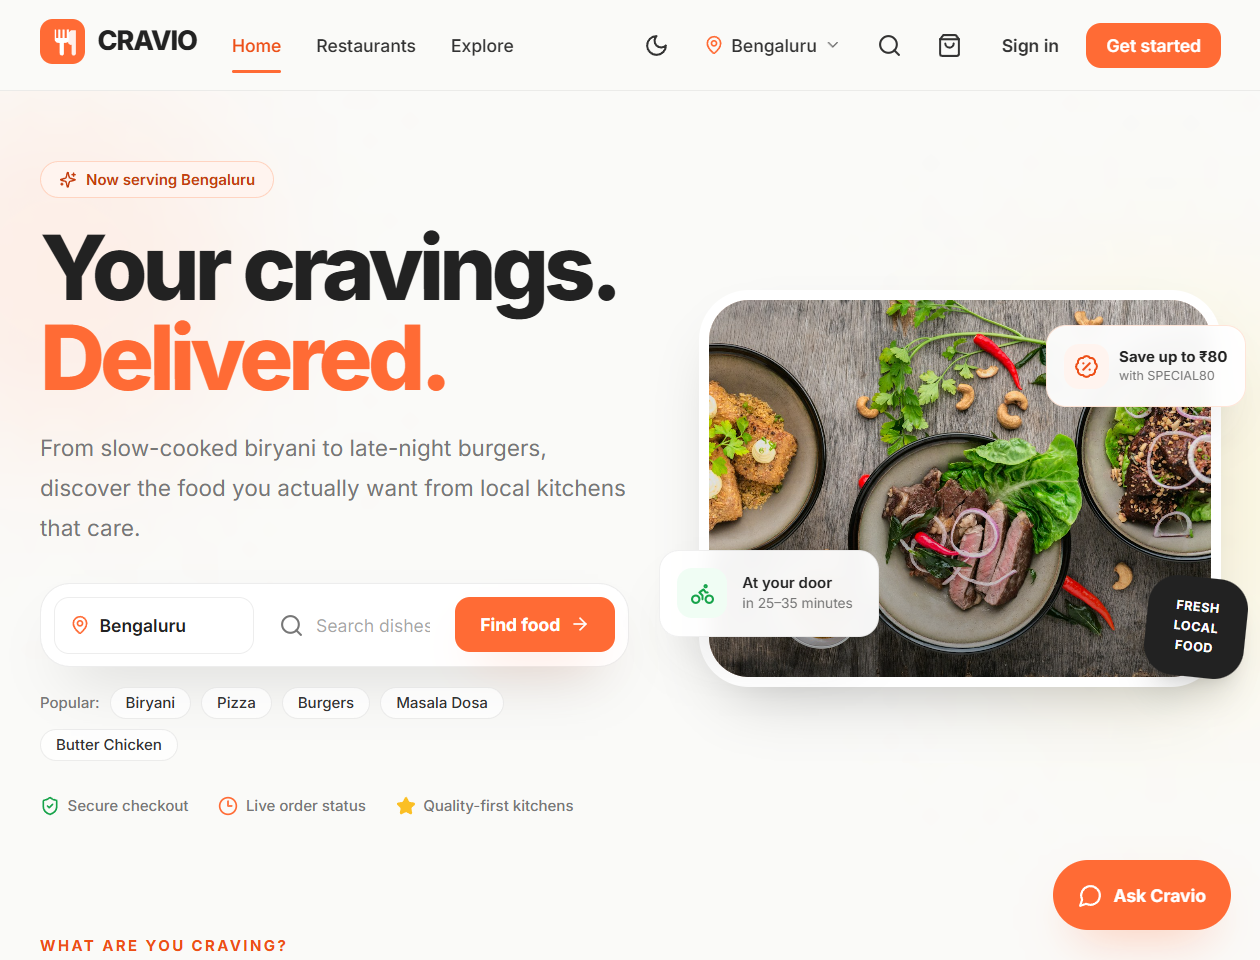 CRAVIO
Home
Restaurants
Explore
Bengaluru
Sign in
Get started
Now serving Bengaluru
Your cravings.
Delivered.
From slow-cooked biryani to late-night burgers,
discover the food you actually want from local kitchens
that care.
Bengaluru
Search dishes
Find food
Popular:
Biryani
Pizza
Burgers
Masala Dosa
Butter Chicken
Secure checkout
Live order status
Quality-first kitchens
Save up to ₹80
with SPECIAL80
At your door
in 25–35 minutes
FRESH
LOCAL
FOOD
Ask Cravio
WHAT ARE YOU CRAVING?